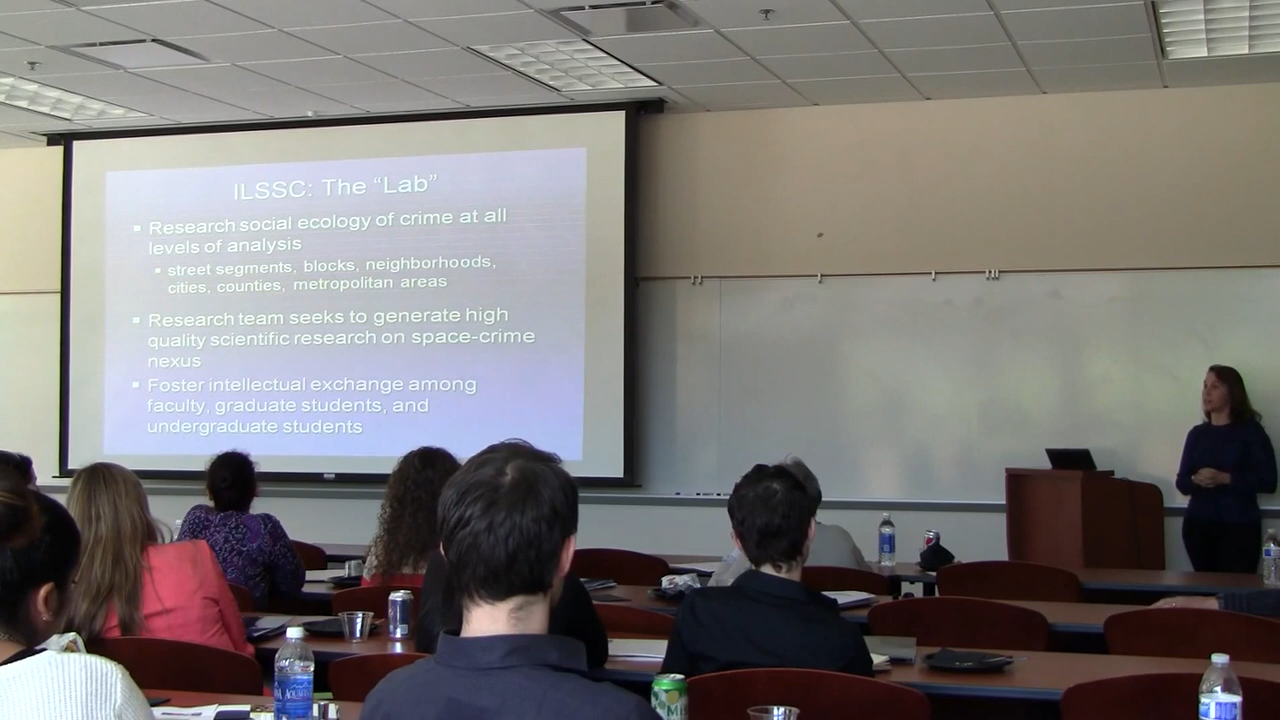 ILSSC: The “Lab”
▪ Research social ecology of crime at all
levels of analysis
▪ street segments, blocks, neighborhoods,
cities, counties, metropolitan areas
▪ Research team seeks to generate high
quality scientific research on space-crime
nexus
▪ Foster intellectual exchange among
faculty, graduate students, and
undergraduate students